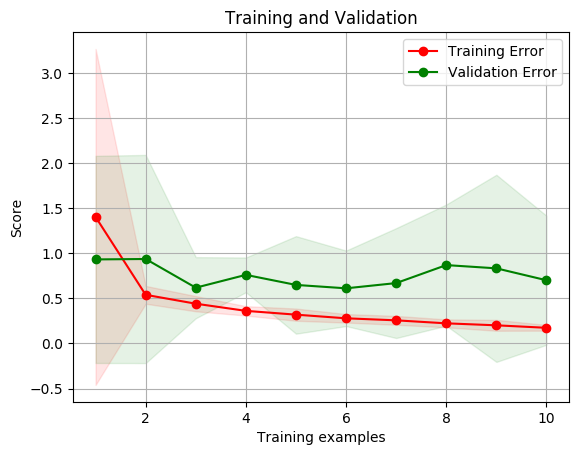 Training and Validation
Training Error
Validation Error
Score
3.0
2.5
2.0
1.5
1.0
0.5
0.0
−0.5
2 4 6 8 10
Training examples